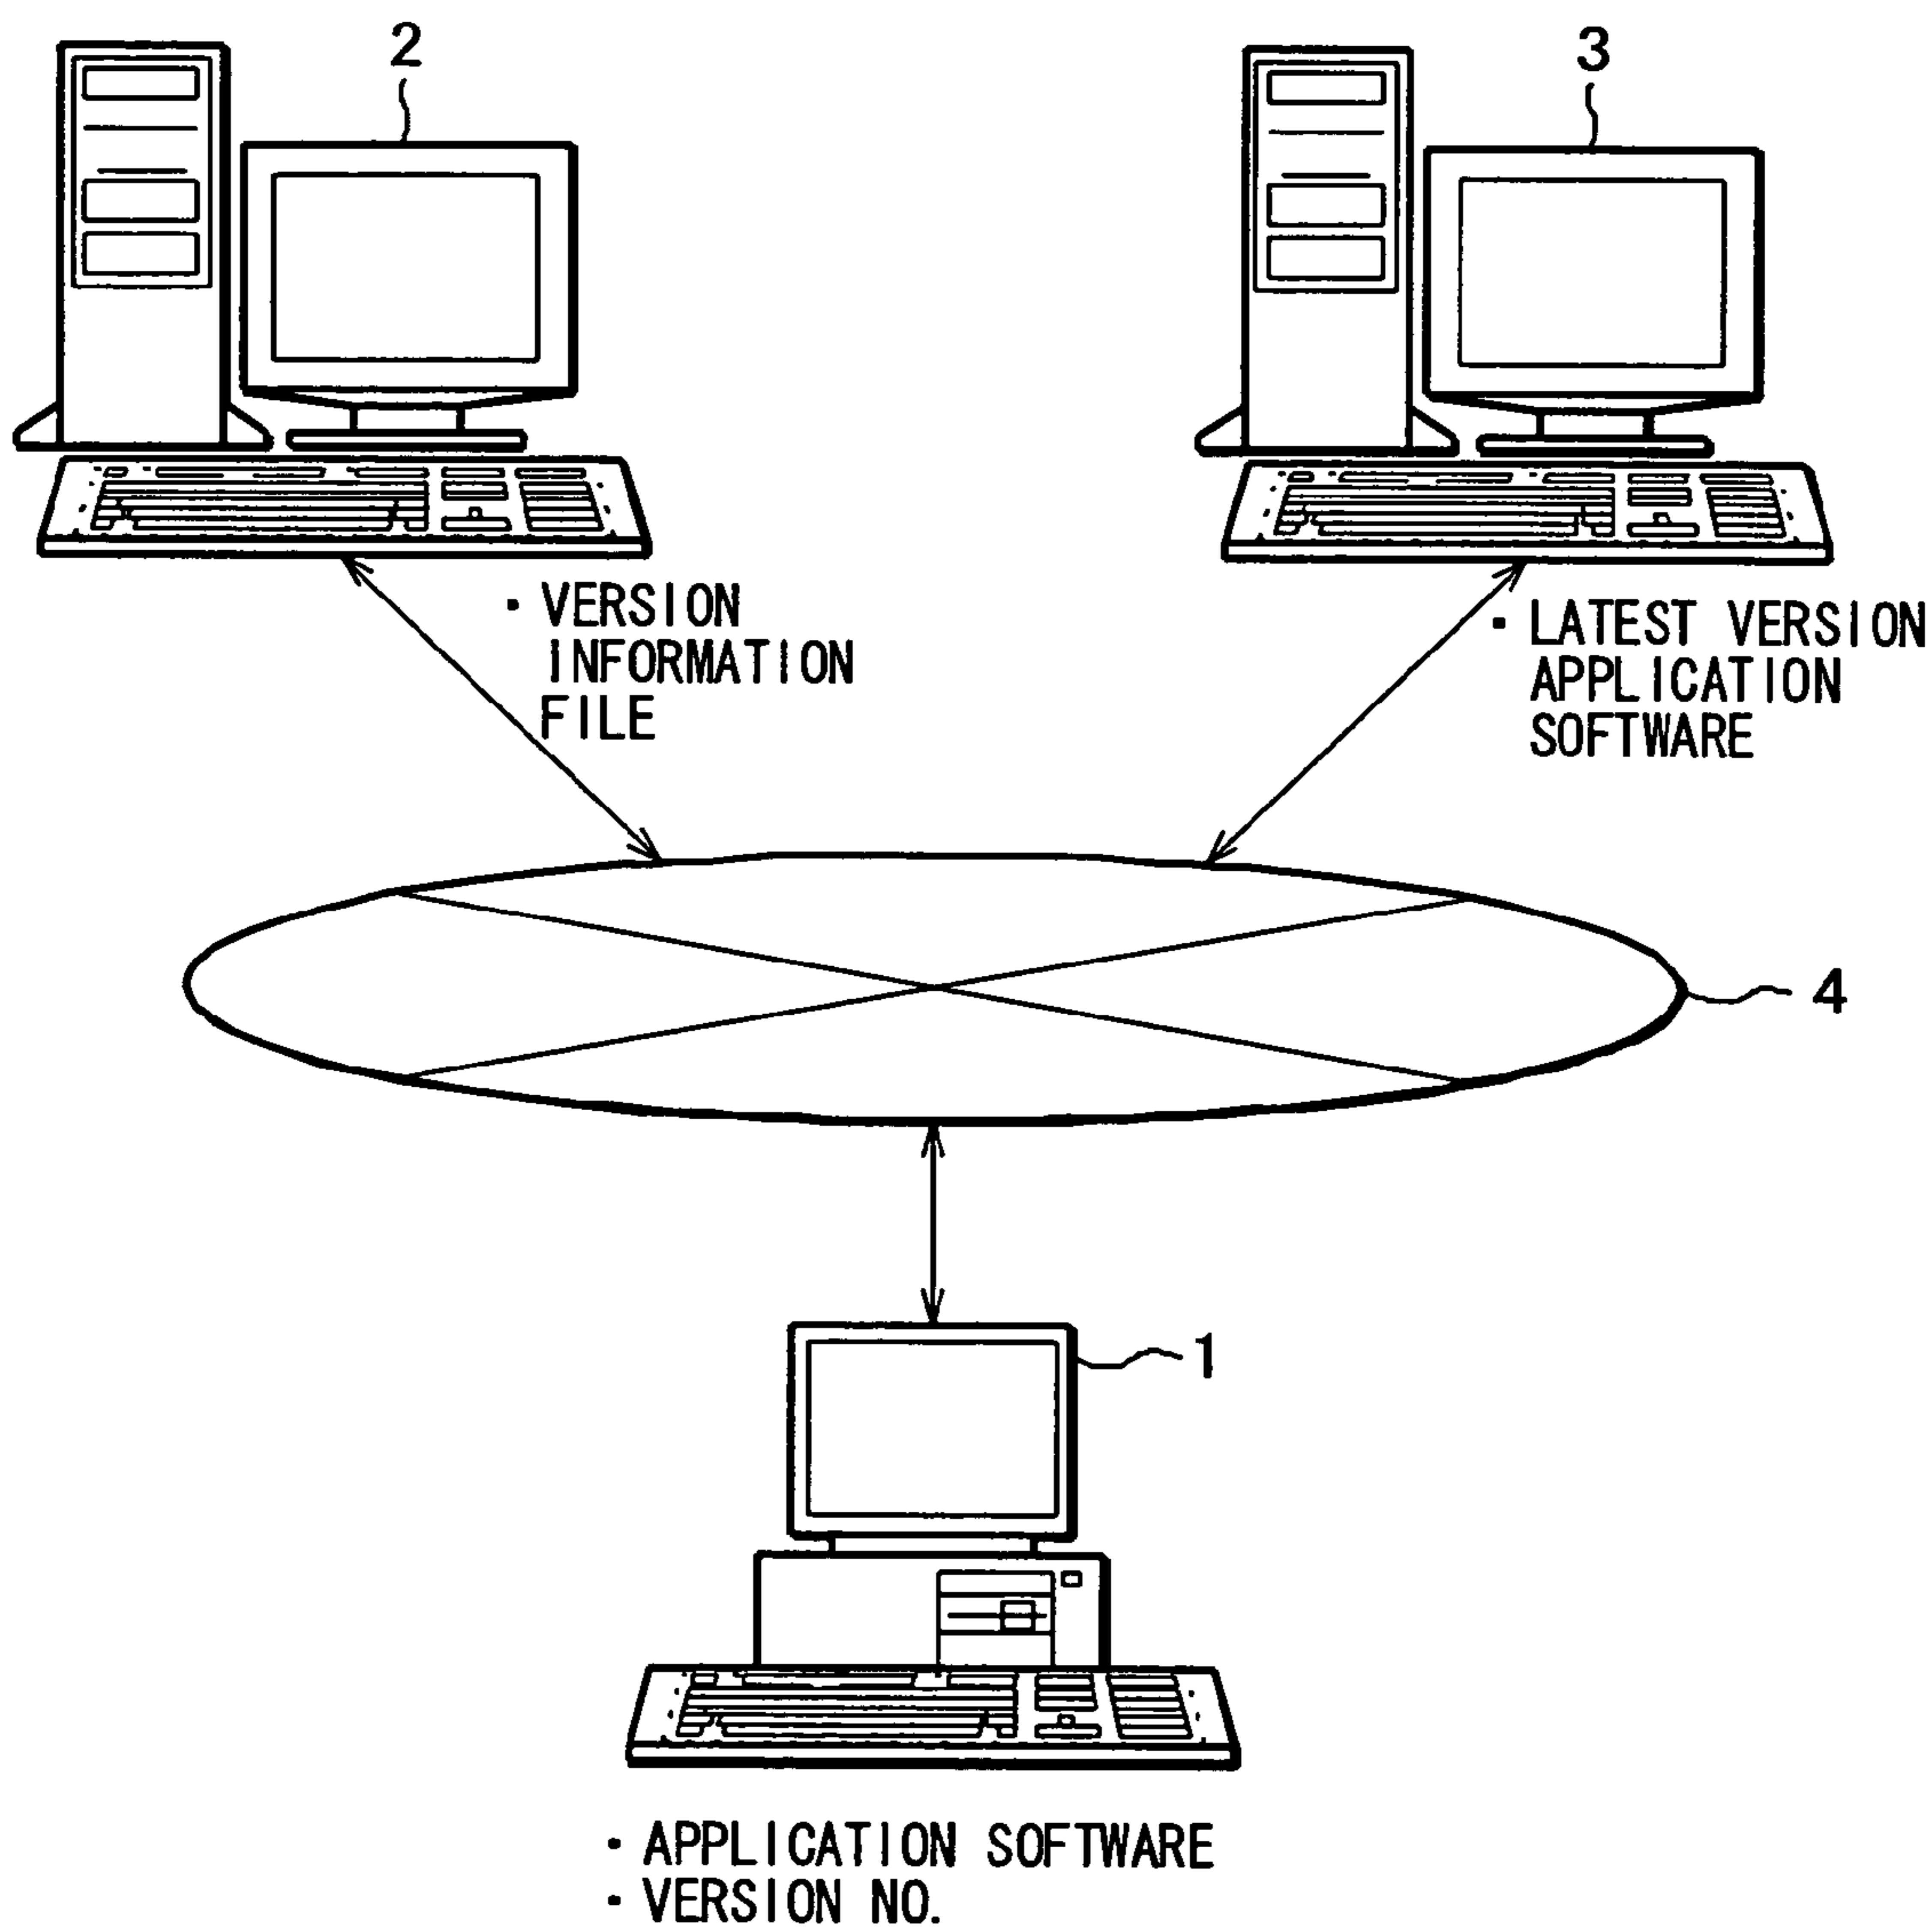 2
3
・VERSION
INFORMATION
FILE
・LATEST VERSION
APPLICATION
SOFTWARE
4
1
・APPLICATION SOFTWARE
・VERSION NO.